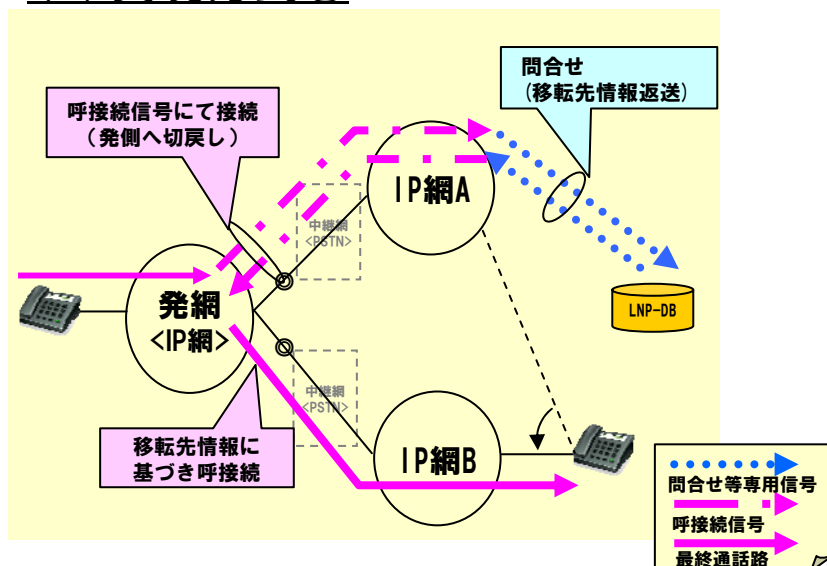 問合せ
(移転先情報返送)
呼接続信号にて接続
(発側へ切戻し)
IP網A
中継網
<PSTN>
発網
<IP網>
LNP-DB
中継網
<PSTN>
移転先情報に
基づき呼接続
IP網B
問合せ等専用信号
呼接続信号
最終通話路